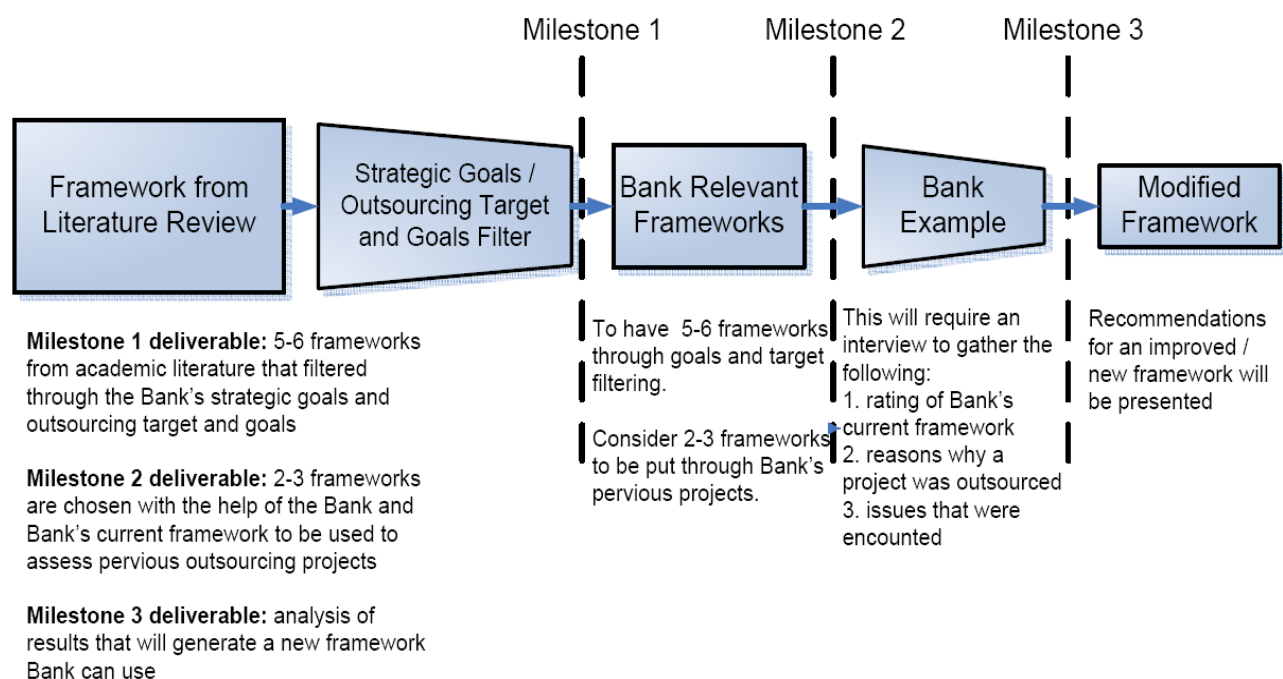 Milestone 1
Milestone 2
Milestone 3
Framework from
Literature Review
Strategic Goals /
Outsourcing Target
and Goals Filter
Bank Relevant
Frameworks
Bank
Example
Modified
Framework
Milestone 1 deliverable: 5-6 frameworks
from academic literature that filtered
through the Bank's strategic goals and
outsourcing target and goals
Milestone 2 deliverable: 2-3 frameworks
are chosen with the help of the Bank and
Bank's current framework to be used to
assess pervious outsourcing projects
Milestone 3 deliverable: analysis of
results that will generate a new framework
Bank can use
To have 5-6 frameworks
through goals and target
filtering.
Consider 2-3 frameworks
to be put through Bank's
pervious projects.
This will require an
interview to gather the
following:
1. rating of Bank's
current framework
2. reasons why a
project was outsourced
3. issues that were
encounted
Recommendations
for an improved /
new framework will
be presented